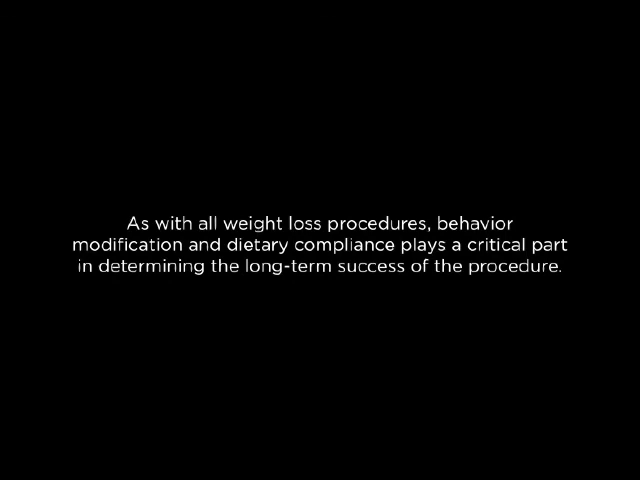 As with all weight loss procedures, behavior
modification and dietary compliance plays a critical part
in determining the long-term success of the procedure.